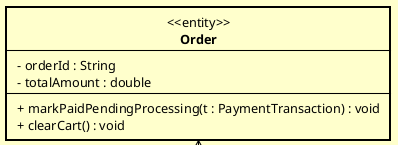 <<entity>>
Order
- orderId : String
- totalAmount : double
+ markPaidPendingProcessing(t : PaymentTransaction) : void
+ clearCart() : void